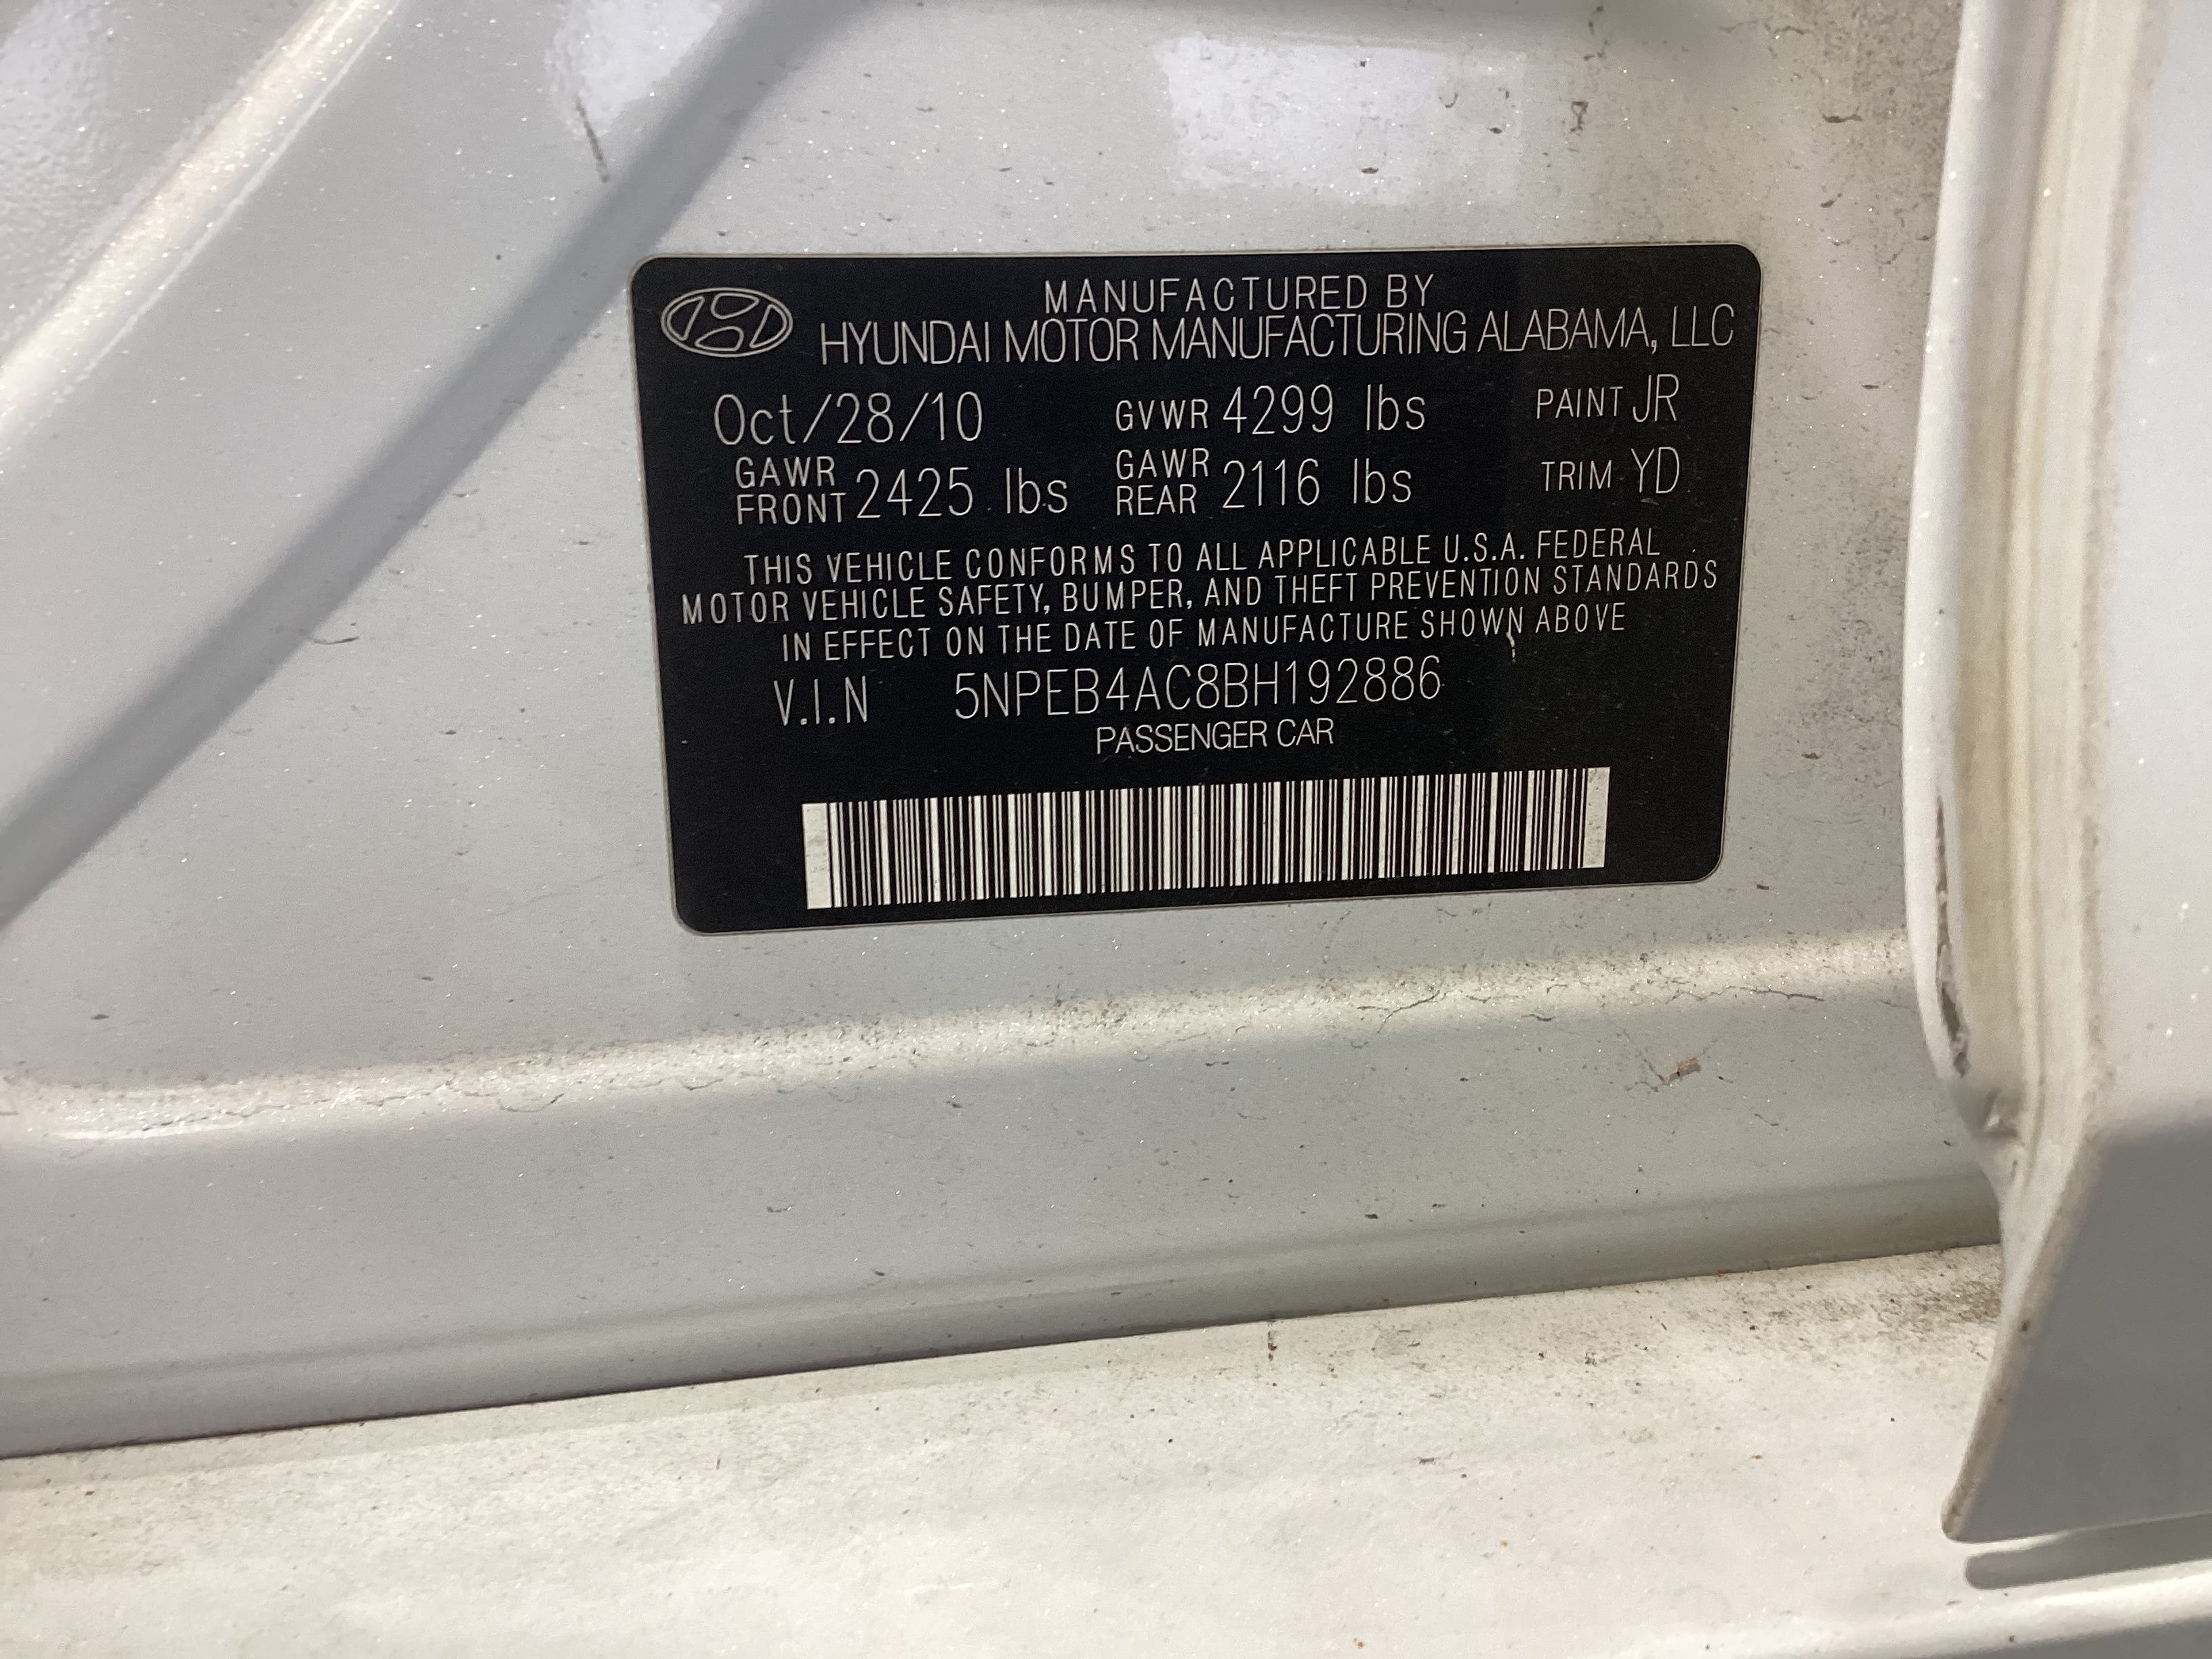 MANUFACTURED BY
HYUNDAI MOTOR MANUFACTURING ALABAMA, LLC
Oct/28/10 GVWR 4299 lbs PAINT JR
GAWR FRONT 2425 lbs GAWR REAR 2116 lbs TRIM YD
THIS VEHICLE CONFORMS TO ALL APPLICABLE U.S.A. FEDERAL
MOTOR VEHICLE SAFETY, BUMPER, AND THEFT PREVENTION STANDARDS
IN EFFECT ON THE DATE OF MANUFACTURE SHOWN ABOVE
V.I.N 5NPEB4AC8BH192886
PASSENGER CAR